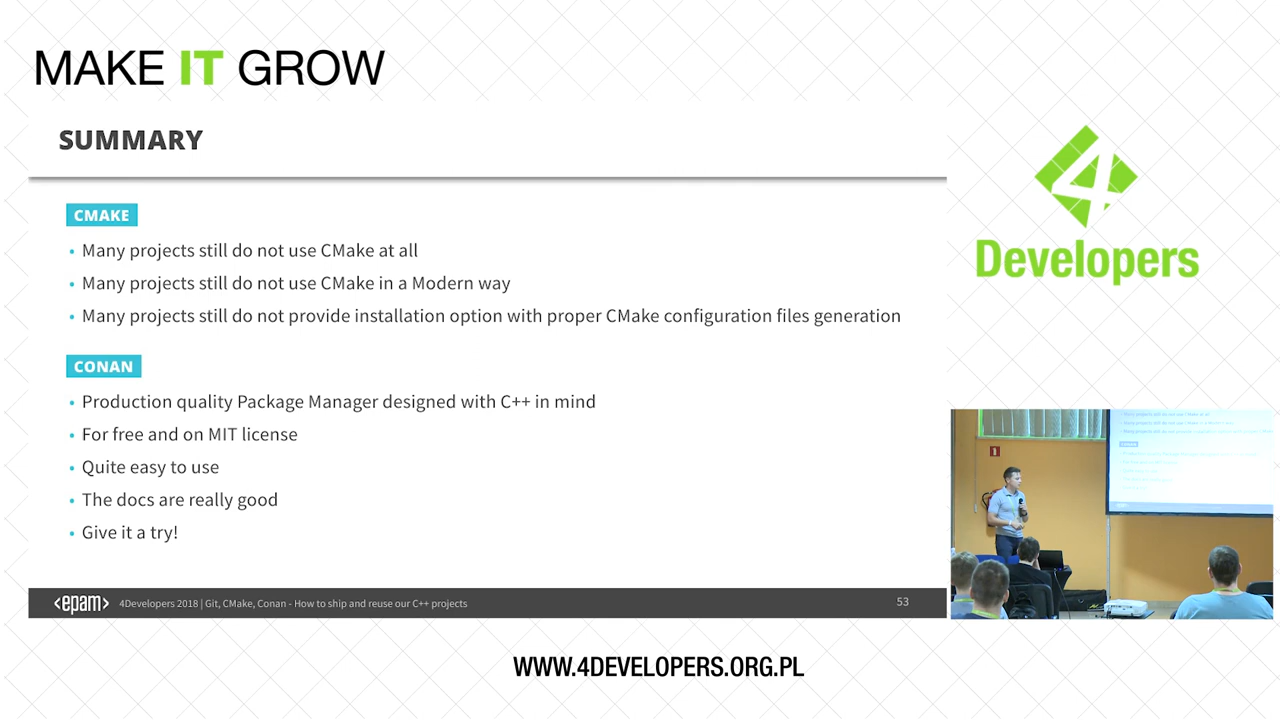 MAKE IT GROW
SUMMARY
CMAKE
• Many projects still do not use CMake at all
• Many projects still do not use CMake in a Modern way
• Many projects still do not provide installation option with proper CMake configuration files generation
CONAN
• Production quality Package Manager designed with C++ in mind
• For free and on MIT license
• Quite easy to use
• The docs are really good
• Give it a try!
<epam> 4Developers 2018 | Git, CMake, Conan - How to ship and reuse our C++ projects 53
4
Developers
WWW.4DEVELOPERS.ORG.PL